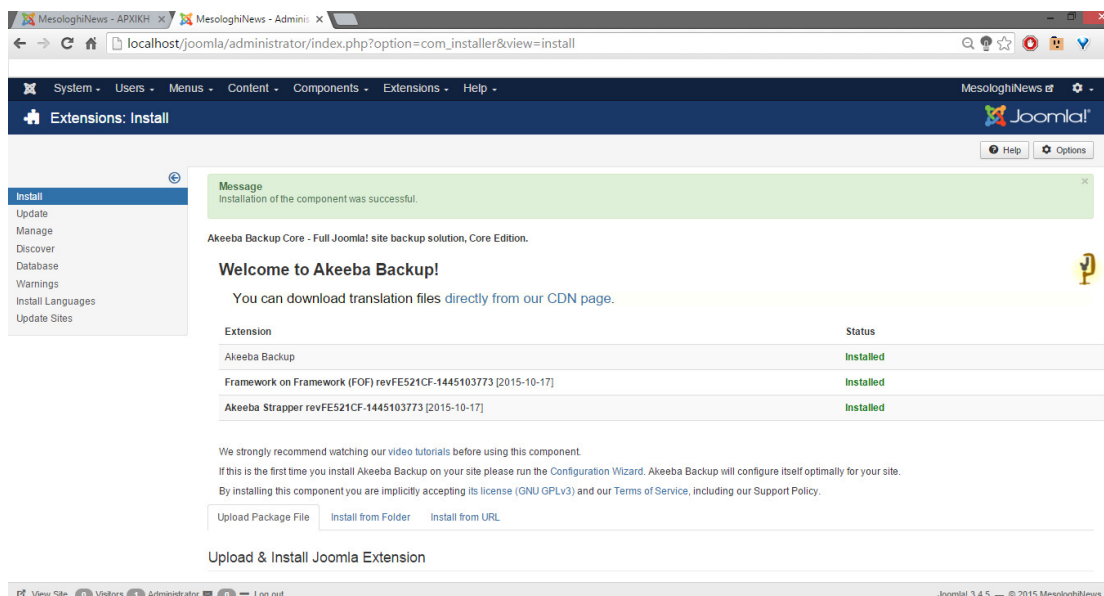 MesologhiNews - ΑΡΧΙΚΗ
MesologhiNews - Adminis
localhost/joomla/administrator/index.php?option=com_installer&view=install
System Users Menus Content Components Extensions Help MesologhiNews
Extensions: Install Joomla!
Help Options
Install
Update
Manage
Discover
Database
Warnings
Install Languages
Update Sites
Message
Installation of the component was successful.
Akeeba Backup Core - Full Joomla! site backup solution, Core Edition.
Welcome to Akeeba Backup!
You can download translation files directly from our CDN page.
Extension Status
Akeeba Backup Installed
Framework on Framework (FOF) revFE521CF-1445103773 [2015-10-17] Installed
Akeeba Strapper revFE521CF-1445103773 [2015-10-17] Installed
We strongly recommend watching our video tutorials before using this component.
If this is the first time you install Akeeba Backup on your site please run the Configuration Wizard. Akeeba Backup will configure itself optimally for your site.
By installing this component you are implicitly accepting its license (GNU GPLv3) and our Terms of Service, including our Support Policy.
Upload Package File Install from Folder Install from URL
Upload & Install Joomla Extension
View Site 0 Visitors 1 Administrator 0 Log out Joomla! 3.4.5 — © 2015 MesologhiNews